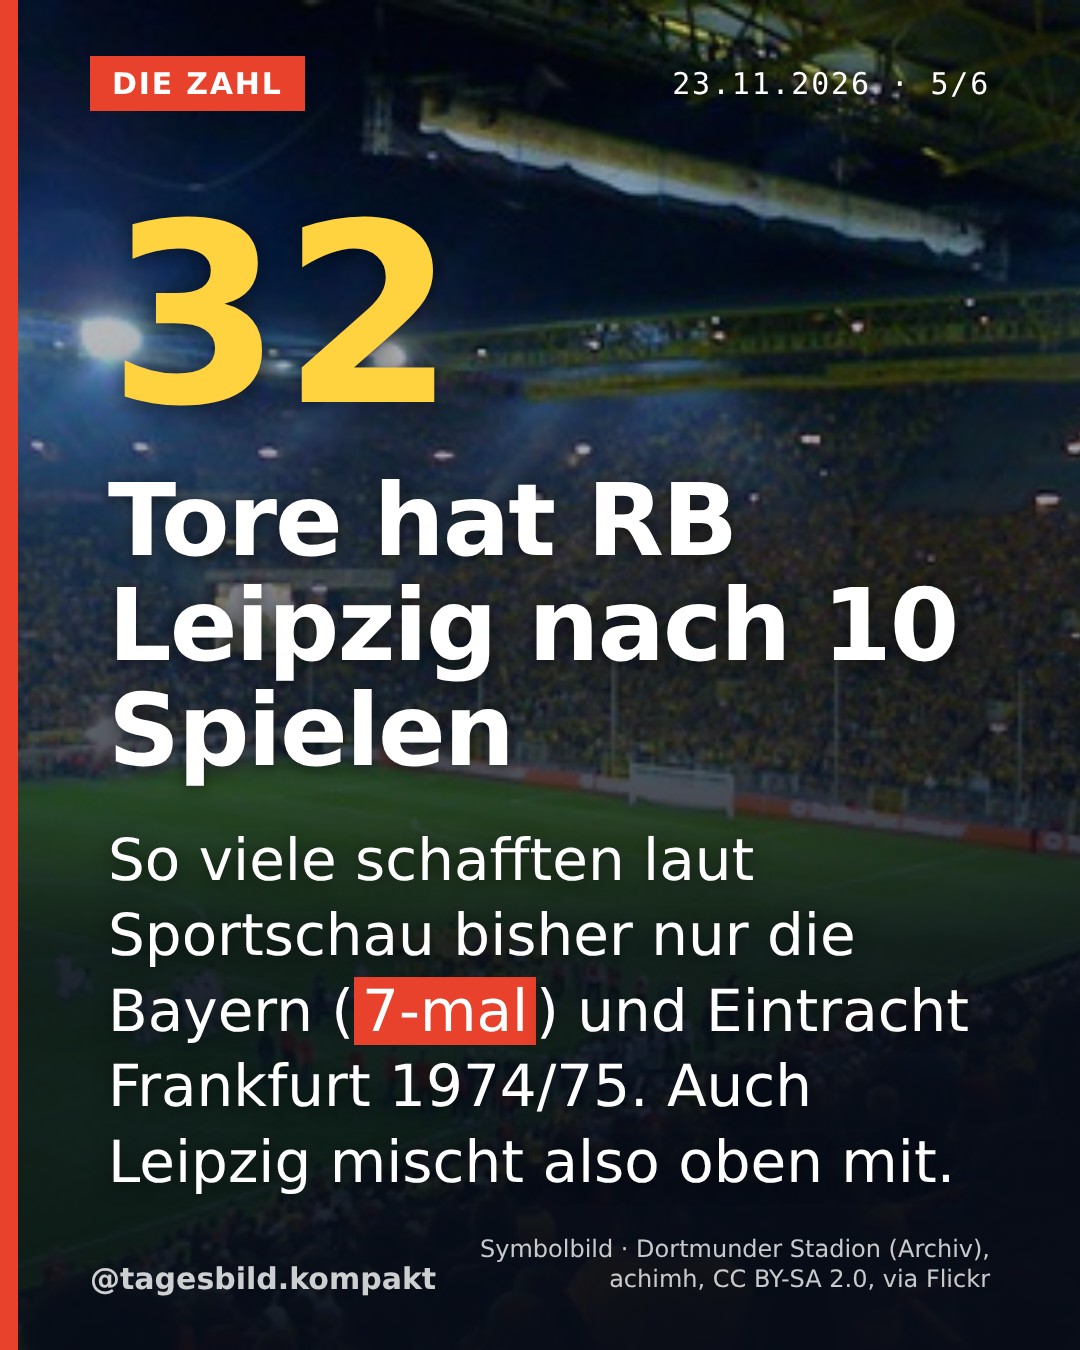 DIE ZAHL
23.11.2026 · 5/6
32
Tore hat RB
Leipzig nach 10
Spielen
So viele schafften laut
Sportschau bisher nur die
Bayern (7-mal) und Eintracht
Frankfurt 1974/75. Auch
Leipzig mischt also oben mit.
Symbolbild · Dortmunder Stadion (Archiv),
achimh, CC BY-SA 2.0, via Flickr
@tagesbild.kompakt